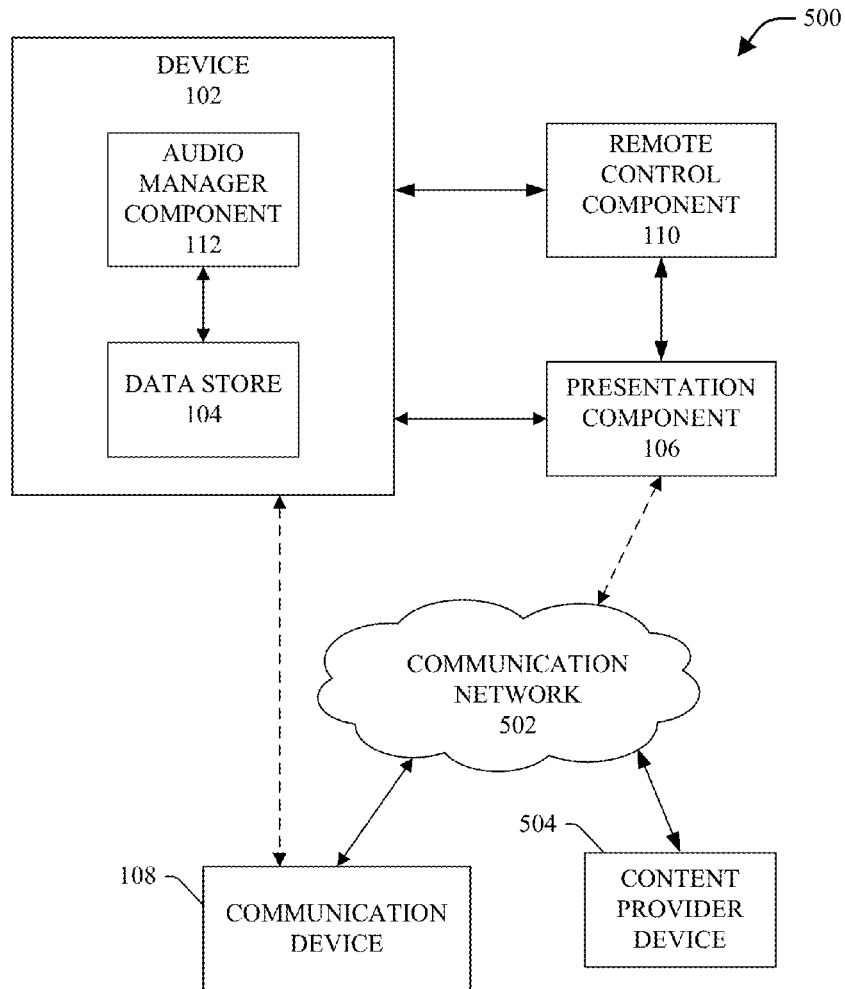 500
DEVICE
102
AUDIO
MANAGER
COMPONENT
112
DATA STORE
104
REMOTE
CONTROL
COMPONENT
110
PRESENTATION
COMPONENT
106
COMMUNICATION
NETWORK
502
108
COMMUNICATION
DEVICE
504
CONTENT
PROVIDER
DEVICE